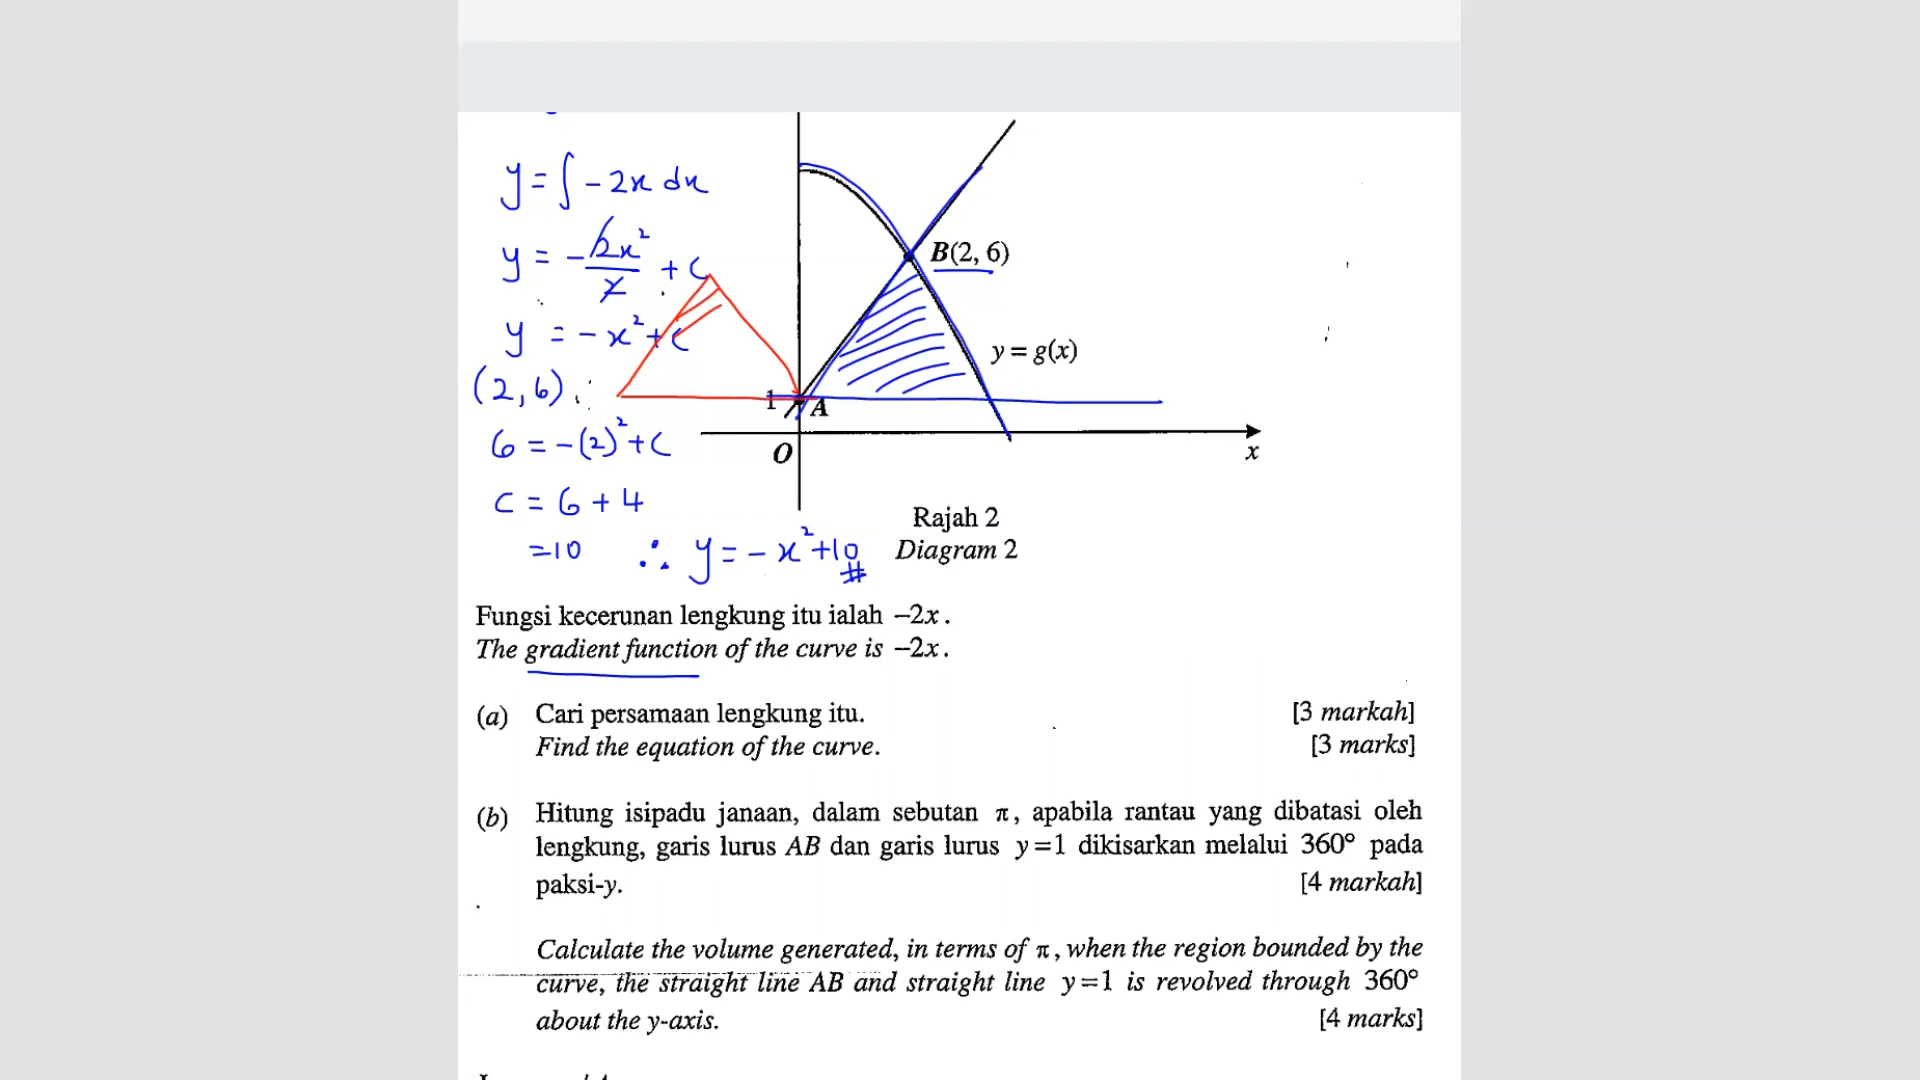 y = ∫ -2x dx
y = -2x²/2 + c
y = -x² + c
(2, 6)
6 = -(2)² + c
c = 6 + 4
=10 ∴ y = -x² + 10 #
B(2, 6)
y = g(x)
1 A
O
x
Rajah 2
Diagram 2
Fungsi kecerunan lengkung itu ialah –2x.
The gradient function of the curve is –2x.
(a) Cari persamaan lengkung itu. [3 markah]
Find the equation of the curve. [3 marks]
(b) Hitung isipadu janaan, dalam sebutan π, apabila rantau yang dibatasi oleh
lengkung, garis lurus AB dan garis lurus y=1 dikisarkan melalui 360° pada
paksi-y. [4 markah]
Calculate the volume generated, in terms of π, when the region bounded by the
curve, the straight line AB and straight line y=1 is revolved through 360°
about the y-axis. [4 marks]